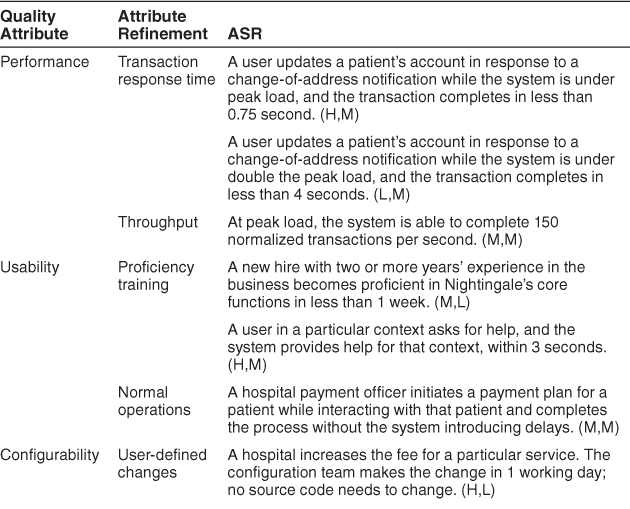 Quality Attribute
Attribute Refinement
ASR
Performance
Transaction response time
A user updates a patient's account in response to a
change-of-address notification while the system is under
peak load, and the transaction completes in less than
0.75 second. (H,M)
A user updates a patient's account in response to a
change-of-address notification while the system is under
double the peak load, and the transaction completes in
less than 4 seconds. (L,M)
Throughput
At peak load, the system is able to complete 150
normalized transactions per second. (M,M)
Usability
Proficiency training
A new hire with two or more years' experience in the
business becomes proficient in Nightingale's core
functions in less than 1 week. (M,L)
A user in a particular context asks for help, and the
system provides help for that context, within 3 seconds.
(H,M)
Normal operations
A hospital payment officer initiates a payment plan for a
patient while interacting with that patient and completes
the process without the system introducing delays. (M,M)
Configurability
User-defined changes
A hospital increases the fee for a particular service. The
configuration team makes the change in 1 working day;
no source code needs to change. (H,L)